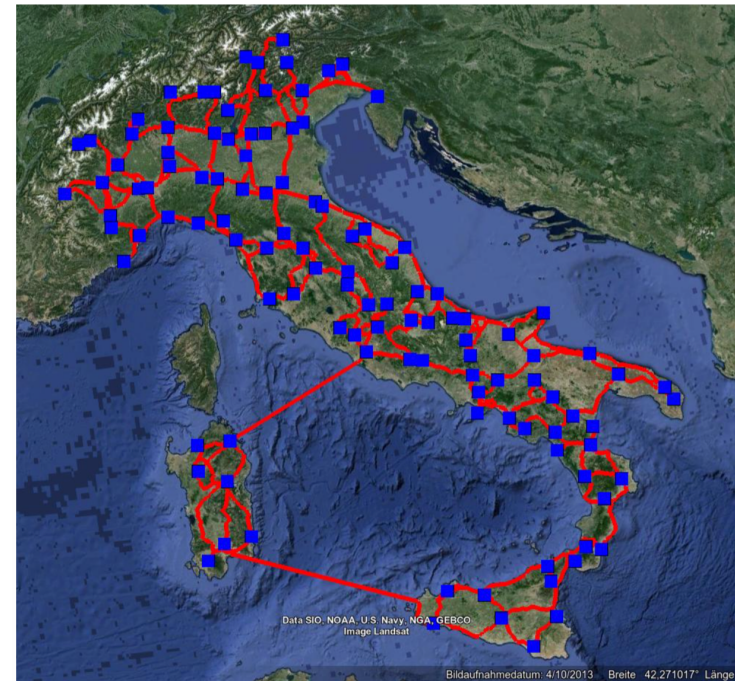 Data SIO, NOAA, U.S. Navy, NGA, GEBCO
Image Landsat
Bildaufnahmedatum: 4/10/2013 Breite 42,271017° Länge